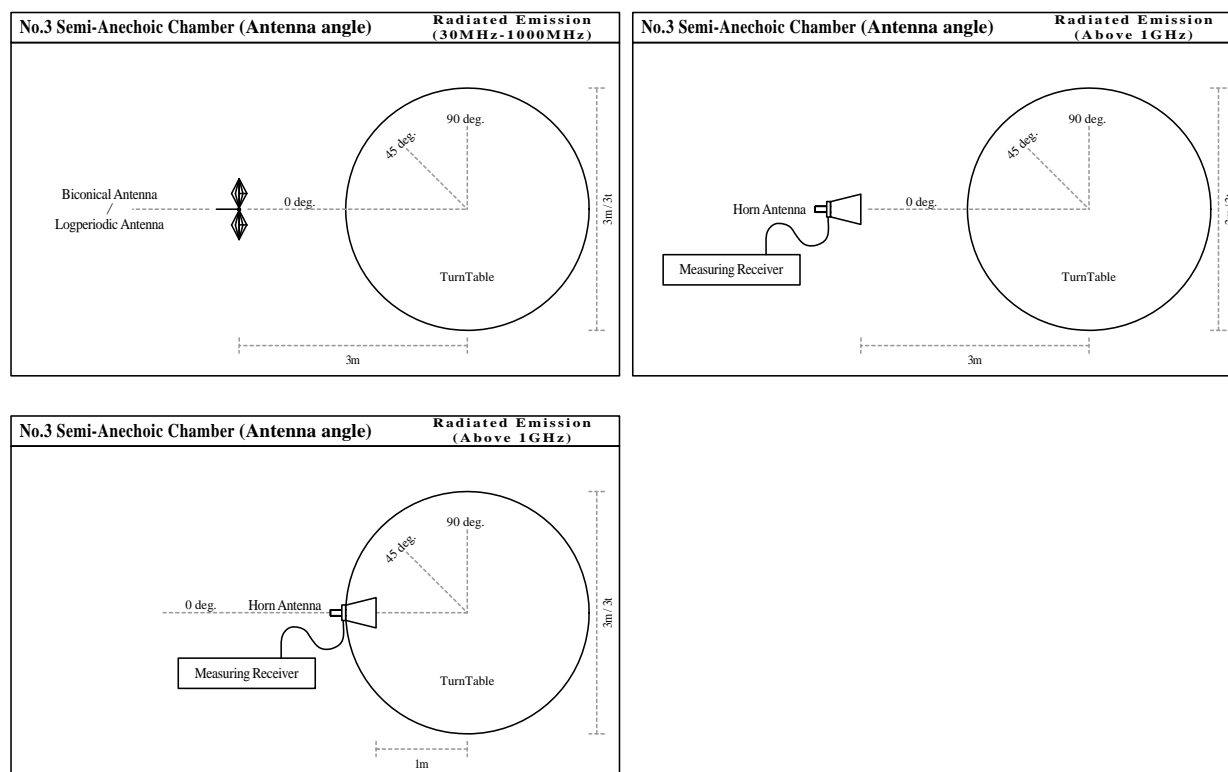 No.3 Semi-Anechoic Chamber (Antenna angle)
Radiated Emission
(30MHz-1000MHz)
90 deg.
45 deg.
Biconical Antenna
/
Logperiodic Antenna
0 deg.
3m / 3t
TurnTable
3m
No.3 Semi-Anechoic Chamber (Antenna angle)
Radiated Emission
(Above 1GHz)
90 deg.
45 deg.
Horn Antenna
0 deg.
3m / 3t
Measuring Receiver
TurnTable
3m
No.3 Semi-Anechoic Chamber (Antenna angle)
Radiated Emission
(Above 1GHz)
90 deg.
45 deg.
0 deg.
Horn Antenna
3m / 3t
Measuring Receiver
TurnTable
1m